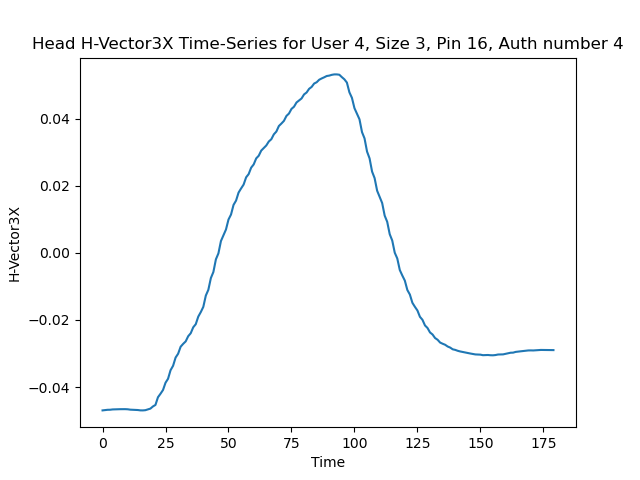 Head H-Vector3X Time-Series for User 4, Size 3, Pin 16, Auth number 4
H-Vector3X
0.04
0.02
0.00
−0.02
−0.04
0 25 50 75 100 125 150 175
Time